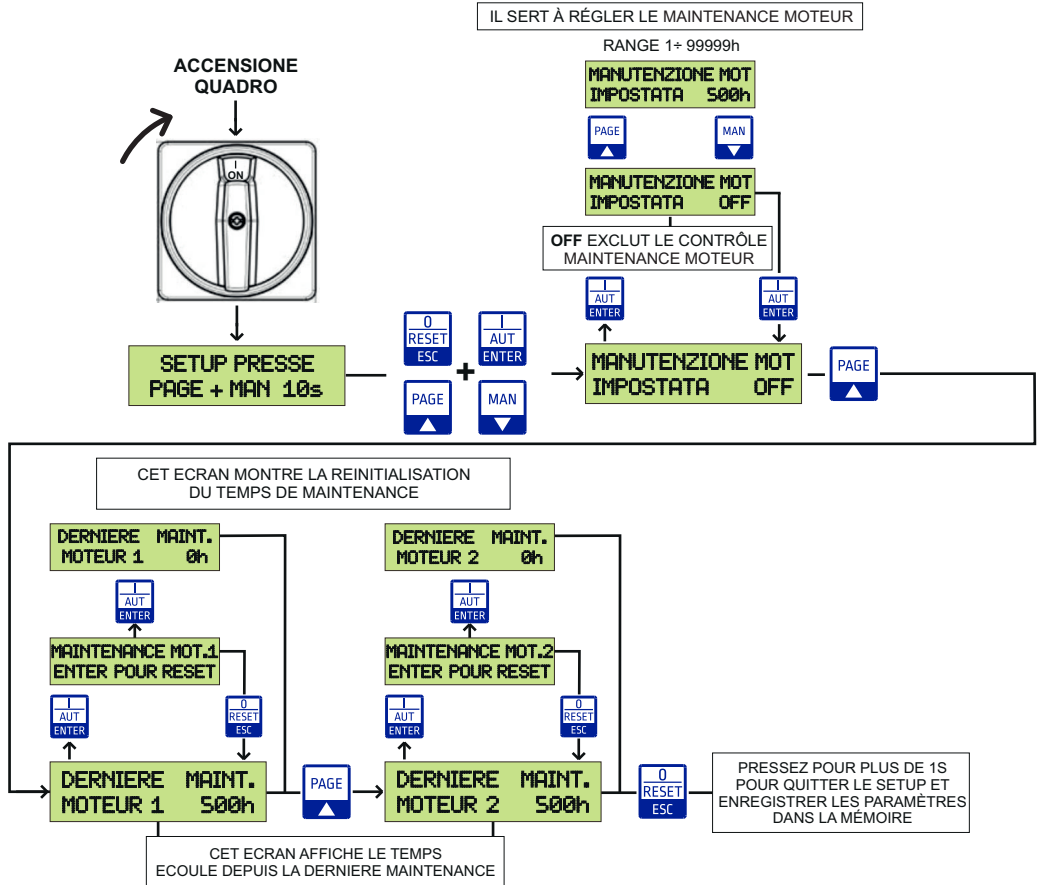 IL SERT À RÉGLER LE MAINTENANCE MOTEUR
RANGE 1÷ 99999h
MANUTENZIONE MOT
IMPOSTATA 500h
PAGE
MAN
MANUTENZIONE MOT
IMPOSTATA OFF
OFF EXCLUT LE CONTRÔLE
MAINTENANCE MOTEUR
ACCENSIONE
QUADRO
I
ON
I
AUT
ENTER
I
AUT
ENTER
SETUP PRESSE
PAGE + MAN 10s
0
RESET
ESC
+
I
AUT
ENTER
PAGE
MAN
MANUTENZIONE MOT
IMPOSTATA OFF
PAGE
CET ECRAN MONTRE LA REINITIALISATION
DU TEMPS DE MAINTENANCE
DERNIERE MAINT.
MOTEUR 1 0h
I
AUT
ENTER
MAINTENANCE MOT.1
ENTER POUR RESET
I
AUT
ENTER
0
RESET
ESC
DERNIERE MAINT.
MOTEUR 1 500h
PAGE
DERNIERE MAINT.
MOTEUR 2 0h
I
AUT
ENTER
MAINTENANCE MOT.2
ENTER POUR RESET
I
AUT
ENTER
0
RESET
ESC
DERNIERE MAINT.
MOTEUR 2 500h
0
RESET
ESC
PRESSEZ POUR PLUS DE 1S
POUR QUITTER LE SETUP ET
ENREGISTRER LES PARAMÈTRES
DANS LA MÉMOIRE
CET ECRAN AFFICHE LE TEMPS
ECOULE DEPUIS LA DERNIERE MAINTENANCE